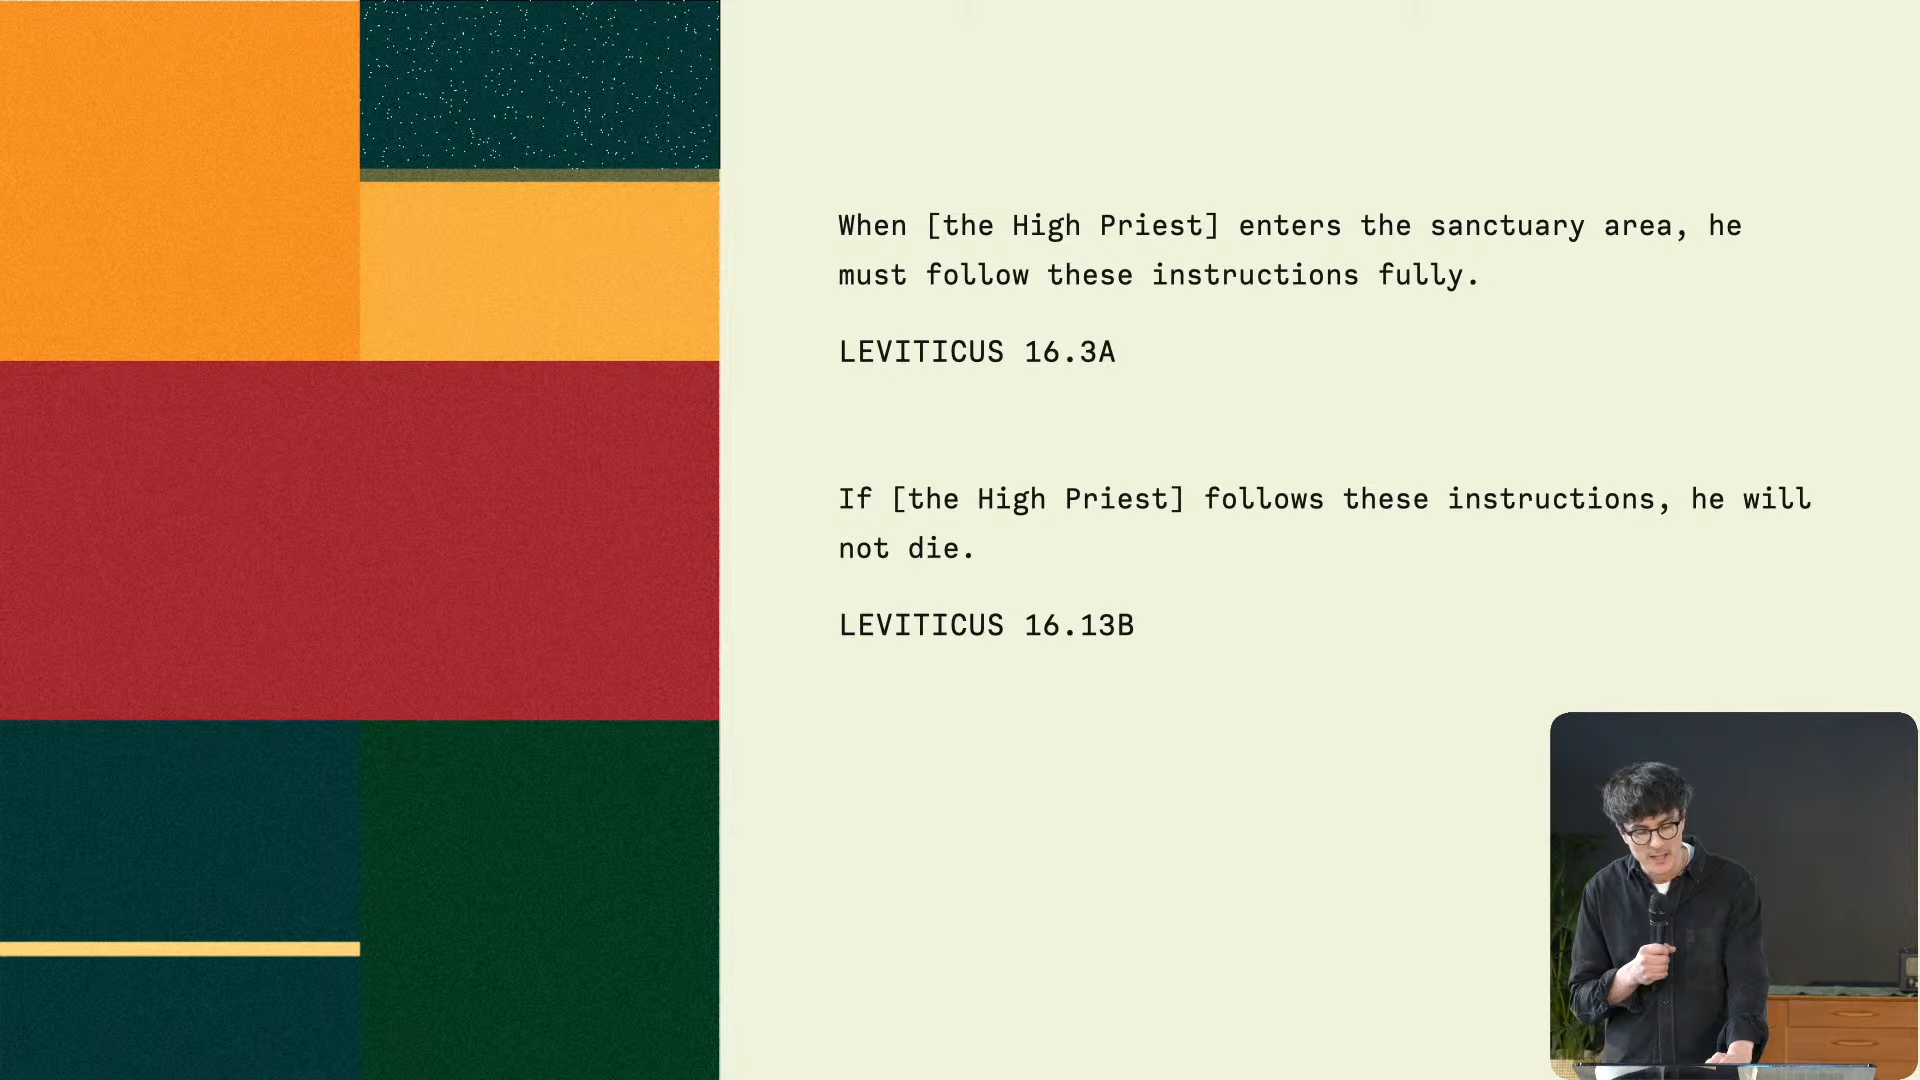 When [the High Priest] enters the sanctuary area, he
must follow these instructions fully.
LEVITICUS 16.3A
If [the High Priest] follows these instructions, he will
not die.
LEVITICUS 16.13B